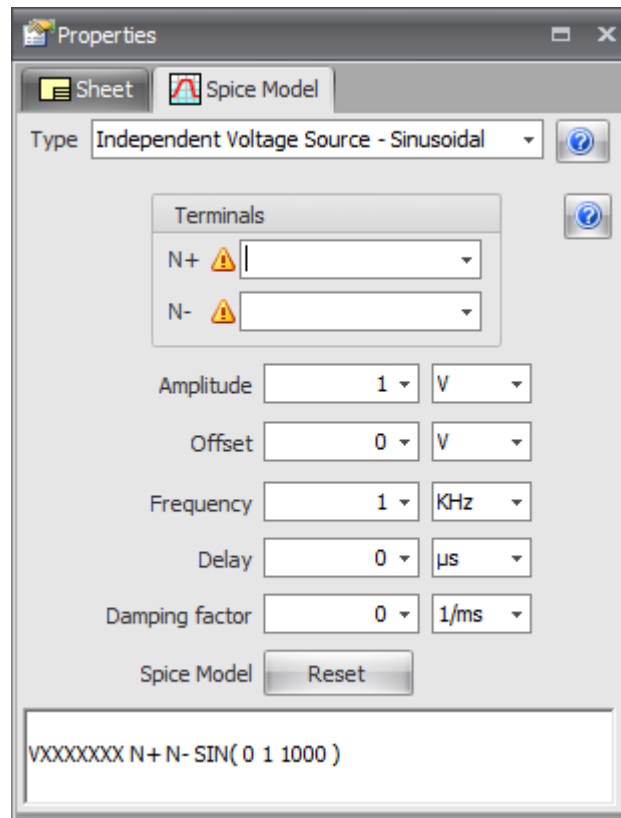 Properties
Sheet Spice Model
Type Independent Voltage Source - Sinusoidal
Terminals
N+
N-
Amplitude 1 V
Offset 0 V
Frequency 1 KHz
Delay 0 µs
Damping factor 0 1/ms
Spice Model Reset
VXXXXXXX N+ N- SIN( 0 1 1000 )